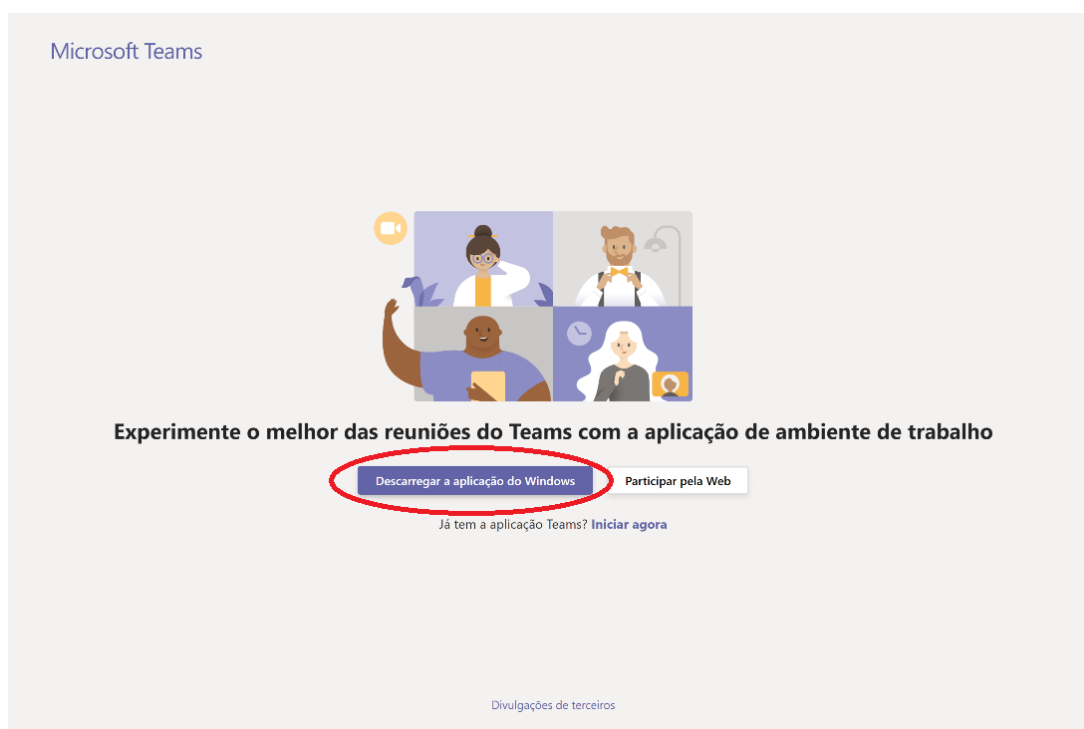 Microsoft Teams
Experimente o melhor das reuniões do Teams com a aplicação de ambiente de trabalho
Descarregar a aplicação do Windows
Participar pela Web
Já tem a aplicação Teams? Iniciar agora
Divulgações de terceiros